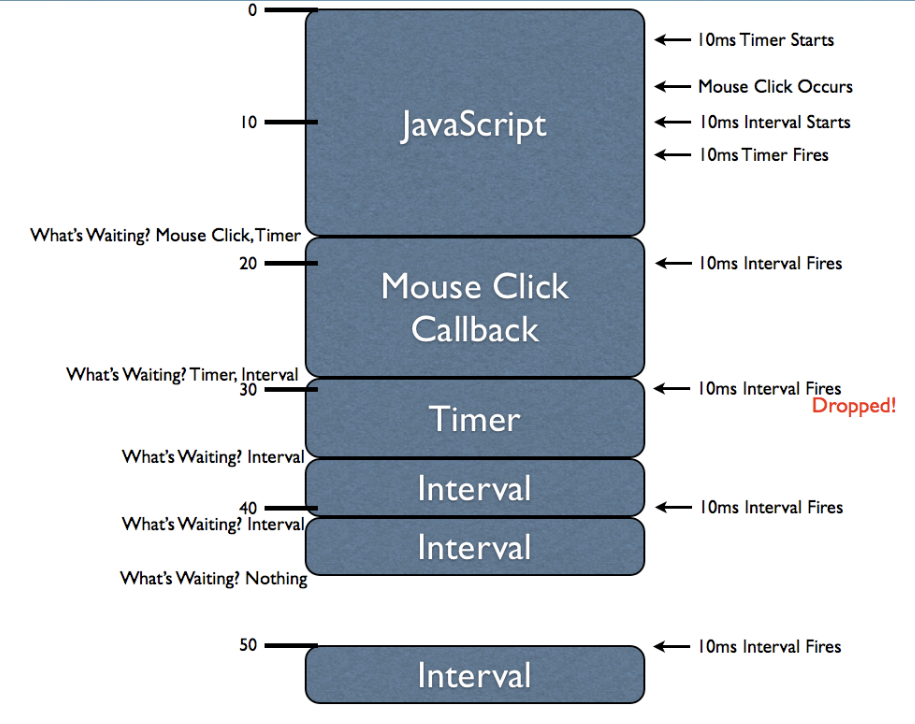 0
10ms Timer Starts
Mouse Click Occurs
JavaScript
10
10ms Interval Starts
10ms Timer Fires
What's Waiting? Mouse Click, Timer
20
10ms Interval Fires
Mouse Click
Callback
What's Waiting? Timer, Interval
30
10ms Interval Fires
Dropped!
Timer
What's Waiting? Interval
Interval
40
10ms Interval Fires
What's Waiting? Interval
Interval
What's Waiting? Nothing
50
10ms Interval Fires
Interval